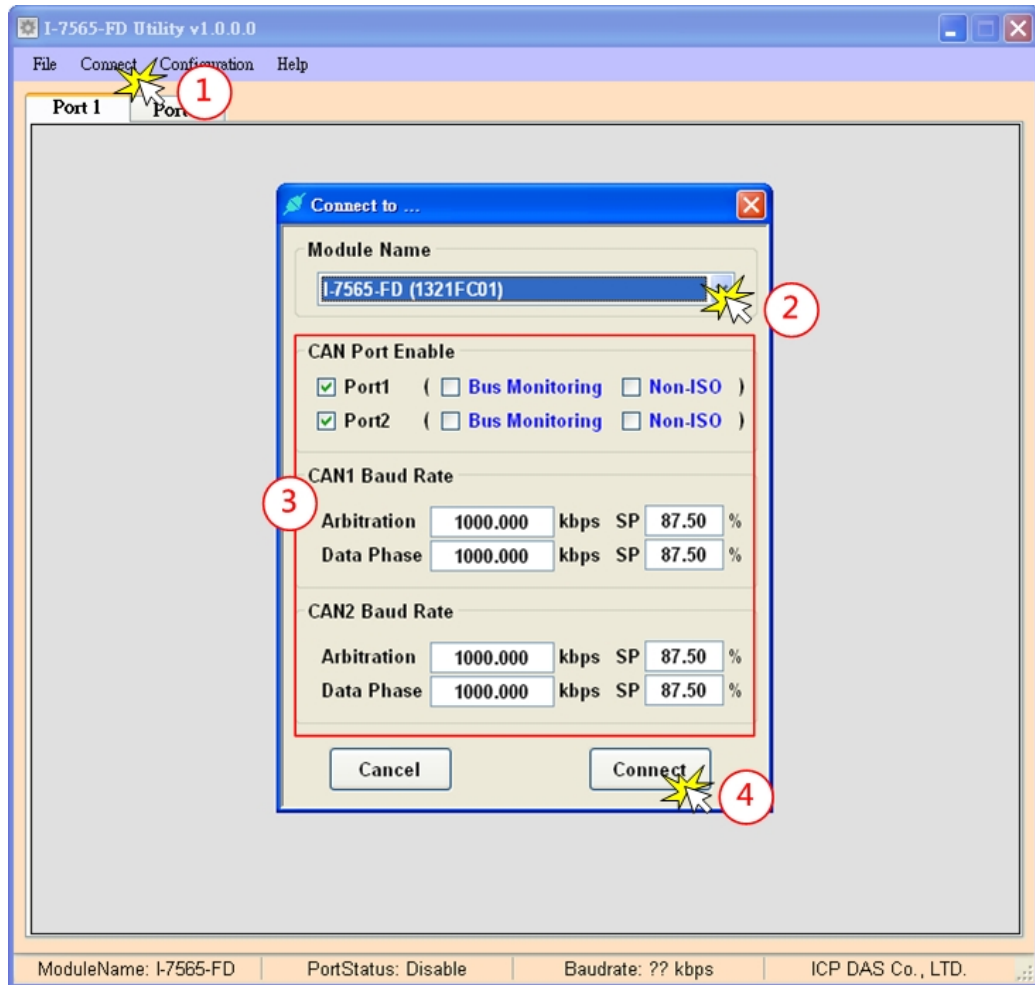 I-7565-FD Utility v1.0.0.0
File Connect Configuration Help
1
Port 1
Connect to ...
Module Name
I-7565-FD (1321FC01)
2
CAN Port Enable
Port1 ( Bus Monitoring Non-ISO )
Port2 ( Bus Monitoring Non-ISO )
CAN1 Baud Rate
3
Arbitration 1000.000 kbps SP 87.50 %
Data Phase 1000.000 kbps SP 87.50 %
CAN2 Baud Rate
Arbitration 1000.000 kbps SP 87.50 %
Data Phase 1000.000 kbps SP 87.50 %
Cancel Connect
4
ModuleName: I-7565-FD PortStatus: Disable Baudrate: ?? kbps ICP DAS Co., LTD.